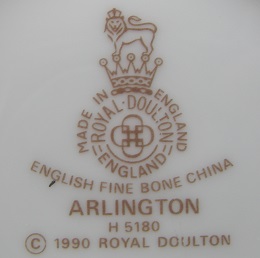 MADE IN ENGLAND
ROYAL·DOULTON
ENGLAND
ENGLISH FINE BONE CHINA
ARLINGTON
H 5180
© 1990 ROYAL DOULTON